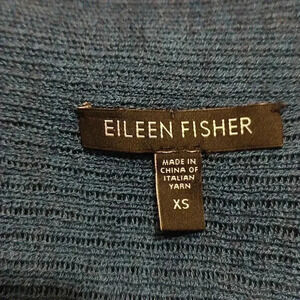 EILEEN FISHER
MADE IN
CHINA OF
ITALIAN
YARN
XS